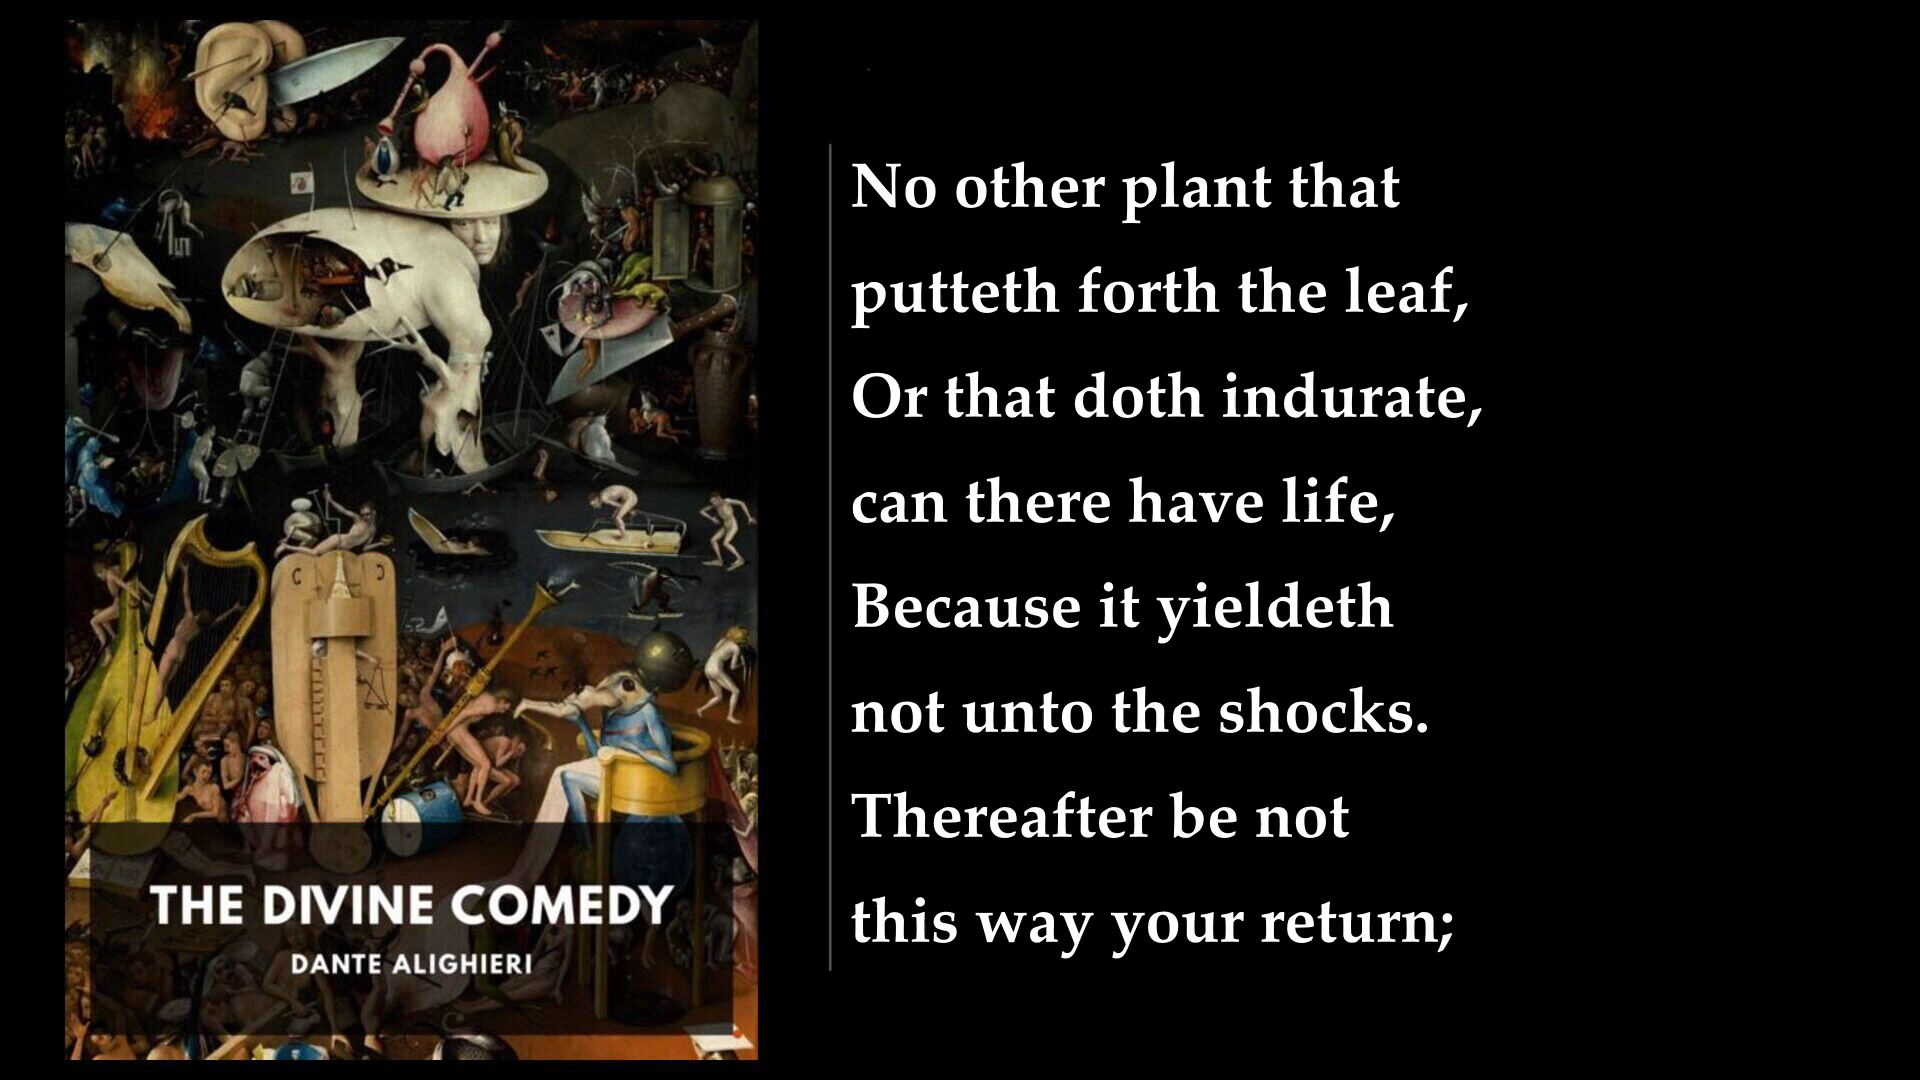 No other plant that
putteth forth the leaf,
Or that doth indurate,
can there have life,
Because it yieldeth
not unto the shocks.
Thereafter be not
this way your return;
THE DIVINE COMEDY
DANTE ALIGHIERI